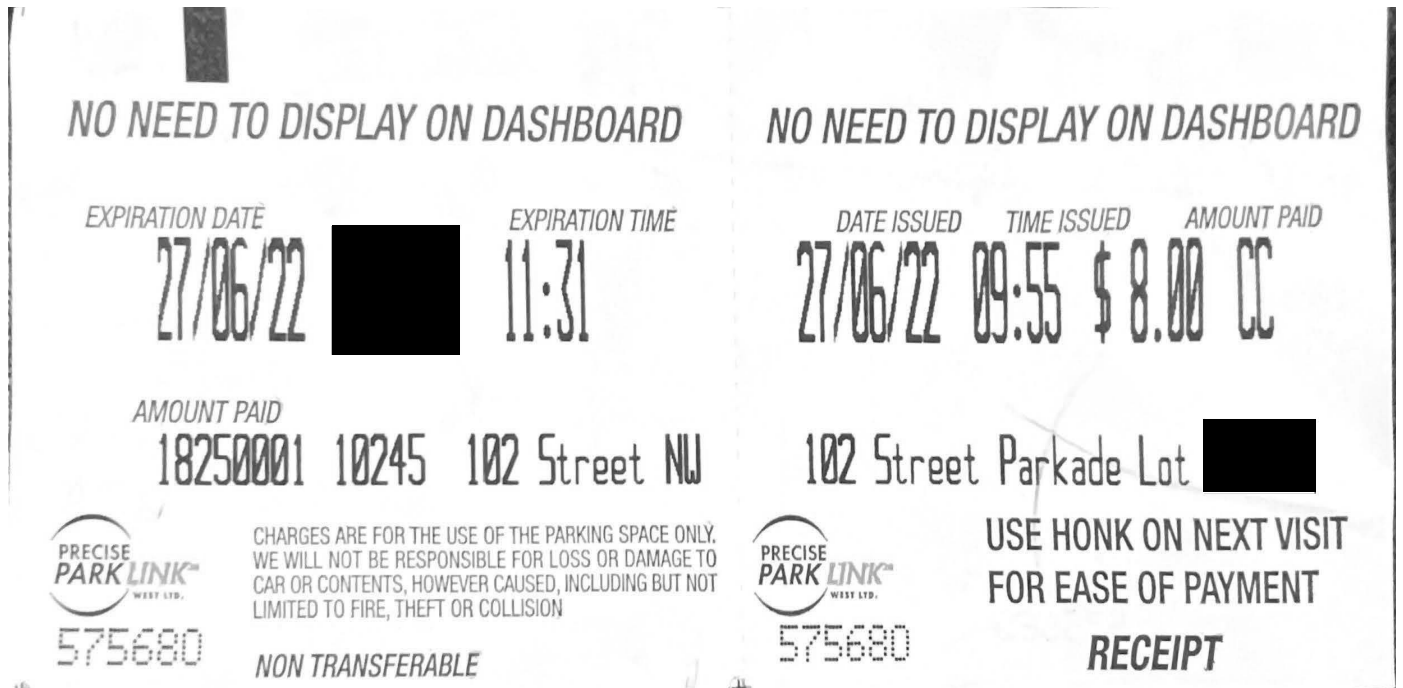 NO NEED TO DISPLAY ON DASHBOARD
EXPIRATION DATE EXPIRATION TIME
27/06/22 11:31
AMOUNT PAID
18250001 10245 102 Street NW
PRECISE
PARK LINK
WEST LTD.
CHARGES ARE FOR THE USE OF THE PARKING SPACE ONLY.
WE WILL NOT BE RESPONSIBLE FOR LOSS OR DAMAGE TO
CAR OR CONTENTS, HOWEVER CAUSED, INCLUDING BUT NOT
LIMITED TO FIRE, THEFT OR COLLISION
575680
NON TRANSFERABLE
NO NEED TO DISPLAY ON DASHBOARD
DATE ISSUED TIME ISSUED AMOUNT PAID
27/06/22 09:55 $ 8.00 CC
102 Street Parkade Lot
PRECISE
PARK LINK
WEST LTD.
USE HONK ON NEXT VISIT
FOR EASE OF PAYMENT
575680
RECEIPT